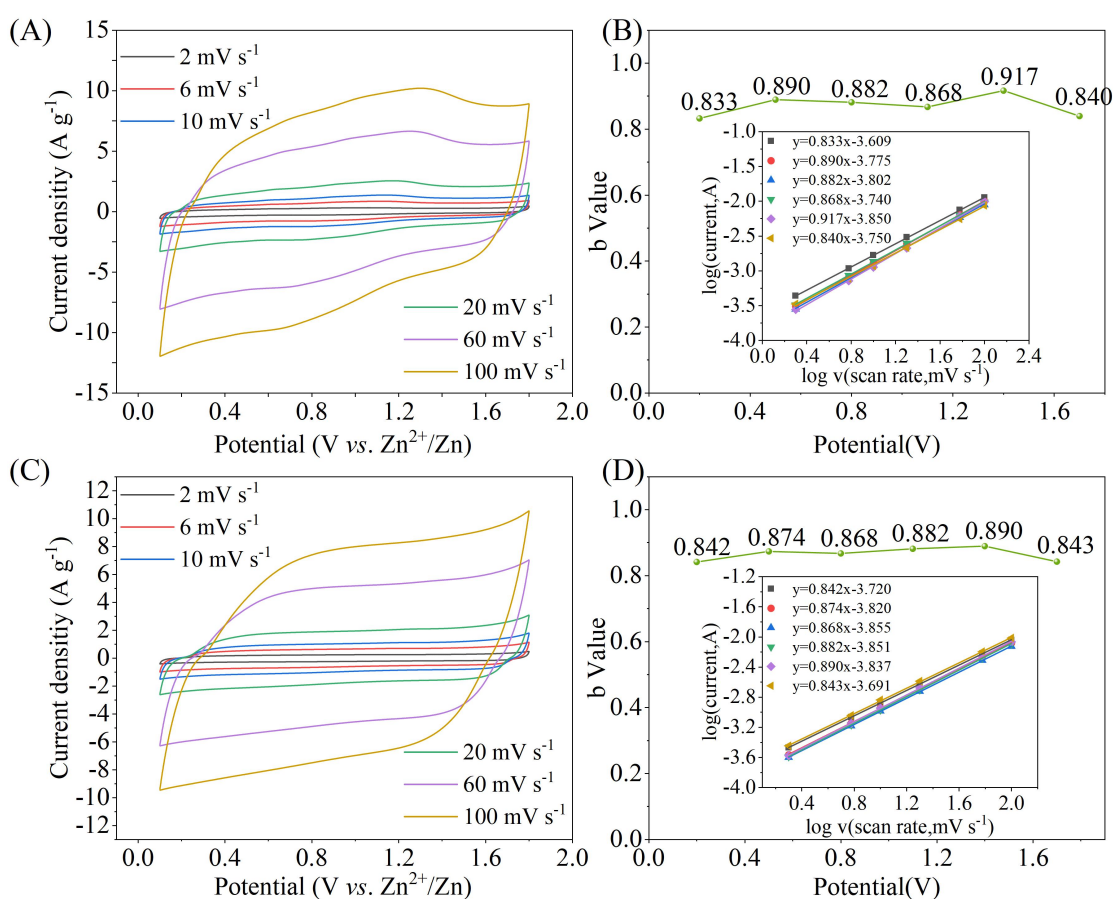 (A)
15
10
5
0
-5
-10
-15
2 mV s⁻¹
6 mV s⁻¹
10 mV s⁻¹
20 mV s⁻¹
60 mV s⁻¹
100 mV s⁻¹
Current densitiy (A g⁻¹)
0.0 0.4 0.8 1.2 1.6 2.0
Potential (V vs. Zn²⁺/Zn)
(B)
1.0
0.8
0.6
0.4
0.2
0.0
b Value
0.833 0.890 0.882 0.868 0.917 0.840
-1.0
-1.5
-2.0
-2.5
-3.0
-3.5
-4.0
log(current,A)
y=0.833x-3.609
y=0.890x-3.775
y=0.882x-3.802
y=0.868x-3.740
y=0.917x-3.850
y=0.840x-3.750
0.0 0.4 0.8 1.2 1.6 2.0 2.4
log v(scan rate,mV s⁻¹)
0.0 0.4 0.8 1.2 1.6
Potential(V)
(C)
12
10
8
6
4
2
0
-2
-4
-6
-8
-10
-12
2 mV s⁻¹
6 mV s⁻¹
10 mV s⁻¹
20 mV s⁻¹
60 mV s⁻¹
100 mV s⁻¹
Current densitiy (A g⁻¹)
0.0 0.4 0.8 1.2 1.6 2.0
Potential (V vs. Zn²⁺/Zn)
(D)
1.0
0.8
0.6
0.4
0.2
0.0
b Value
0.842 0.874 0.868 0.882 0.890 0.843
-1.2
-1.6
-2.0
-2.4
-2.8
-3.2
-3.6
-4.0
log(current,A)
y=0.842x-3.720
y=0.874x-3.820
y=0.868x-3.855
y=0.882x-3.851
y=0.890x-3.837
y=0.843x-3.691
0.4 0.8 1.2 1.6 2.0
log v(scan rate,mV s⁻¹)
0.0 0.4 0.8 1.2 1.6
Potential(V)